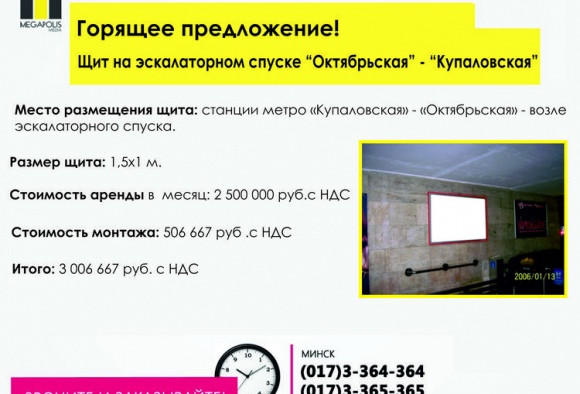 MEGAPOLIS
MEDIA
Горящее предложение!
Щит на эскалаторном спуске “Октябрьская” - “Купаловская”
Место размещения щита: станции метро «Купаловская» - «Октябрьская» - возле
эскалаторного спуска.
Размер щита: 1,5х1 м.
Стоимость аренды в месяц: 2 500 000 руб.с НДС
Стоимость монтажа: 506 667 руб .с НДС
Итого: 3 006 667 руб. с НДС
2006/01/13
МИНСК
(017)3-364-364
(017)3-365-365
ЗВОНИТЕ И ЗАКАЗЫВАЙТЕ!